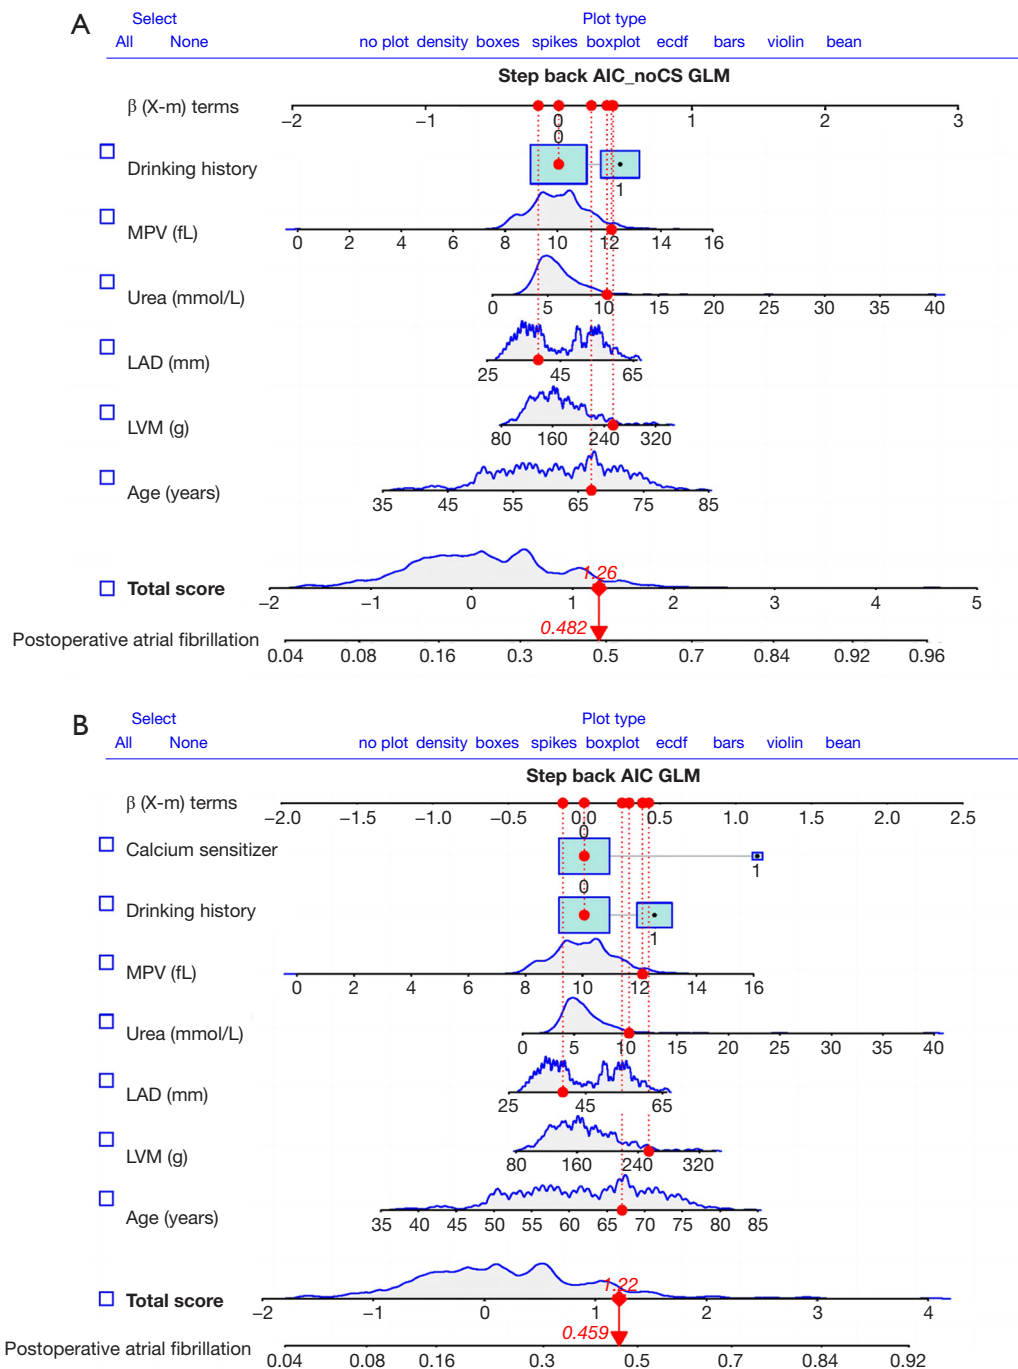 A
Select
Plot type
All None no plot density boxes spikes boxplot ecdf bars violin bean
Step back AIC_noCS GLM
β (X-m) terms
−2 −1 0 1 2 3
0
Drinking history
1
MPV (fL)
0 2 4 6 8 10 12 14 16
Urea (mmol/L)
0 5 10 15 20 25 30 35 40
LAD (mm)
25 45 65
LVM (g)
80 160 240 320
Age (years)
35 45 55 65 75 85
1.26
Total score
−2 −1 0 1 2 3 4 5
0.482
Postoperative atrial fibrillation
0.04 0.08 0.16 0.3 0.5 0.7 0.84 0.92 0.96
B
Select
Plot type
All None no plot density boxes spikes boxplot ecdf bars violin bean
Step back AIC GLM
β (X-m) terms
−2.0 −1.5 −1.0 −0.5 0.0 0.5 1.0 1.5 2.0 2.5
0
Calcium sensitizer
1
0
Drinking history
1
MPV (fL)
0 2 4 6 8 10 12 14 16
Urea (mmol/L)
0 5 10 15 20 25 30 35 40
LAD (mm)
25 45 65
LVM (g)
80 160 240 320
Age (years)
35 40 45 50 55 60 65 70 75 80 85
1.22
Total score
−2 −1 0 1 2 3 4
0.459
Postoperative atrial fibrillation
0.04 0.08 0.16 0.3 0.5 0.7 0.84 0.92